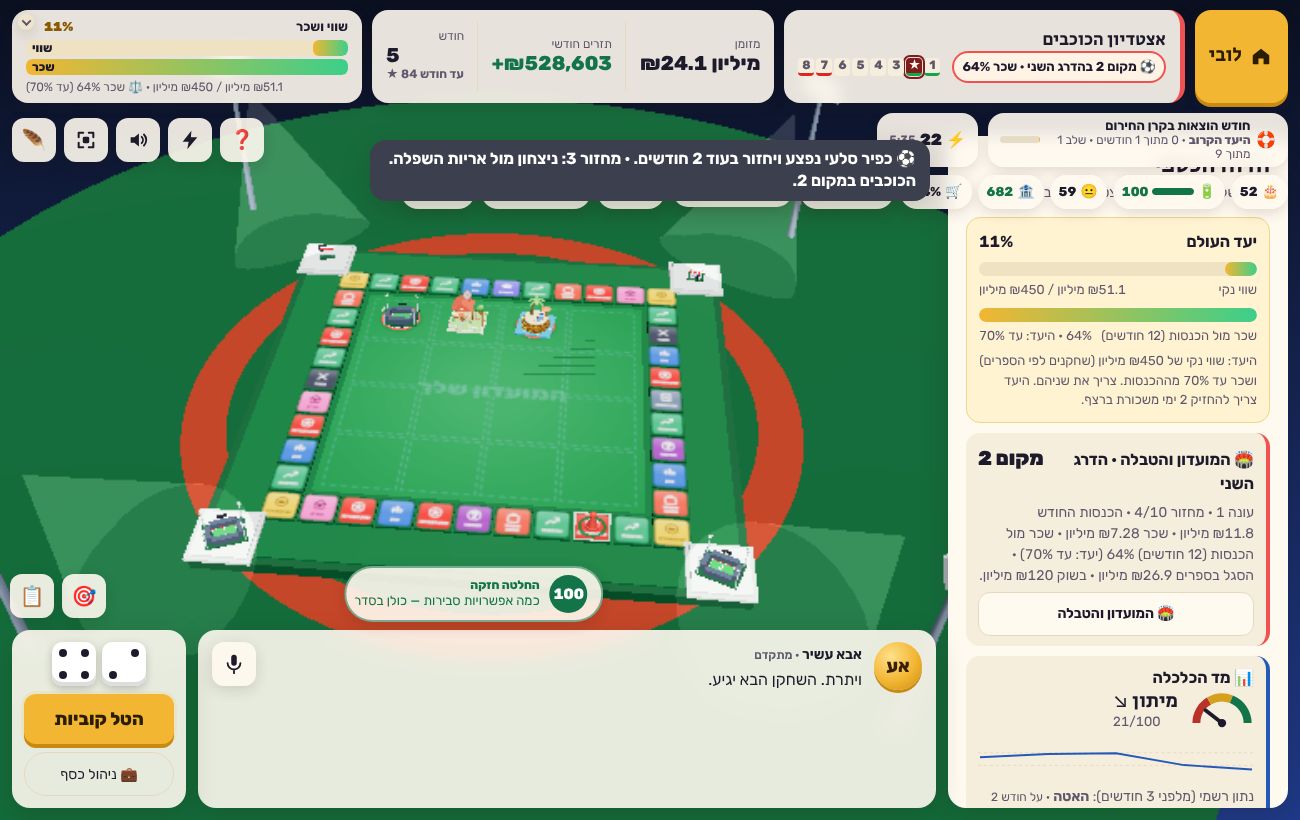 לובי
אצטדיון הכוכבים
⚽ מקום 2 בהדרג השני • שכר 64%
1 ★ 3 4 5 6 7 8
מזומן
₪24.1 מיליון
תזרים חודשי
+₪528,603
חודש
5
עד חודש 84 ★
שווי ושכר
11%
שווי
שכר
₪51.1 מיליון / ₪450 מיליון • ⚖️ שכר 64% (עד 70%)
חודש הוצאות בקרן החירום
היעד הקרוב • 0 מתוך 1 חודשים • שלב 1
מתוך 9
⚡ 22
⚽ כפיר סלעי נפצע ויחזור בעוד 2 חודשים. • מחזור 3: ניצחון מול אריות השפלה.
הכוכבים במקום 2.
52
100
59
682
יעד העולם
11%
שווי נקי
₪51.1 מיליון / ₪450 מיליון
שכר מול הכנסות (12 חודשים)
64% • היעד: עד 70%
היעד: שווי נקי של ₪450 מיליון (שחקנים לפי הספרים)
ושכר עד 70% מההכנסות. צריך את שניהם. היעד
צריך להחזיק 2 ימי משכורת ברצף.
🏟️ המועדון והטבלה • הדרג
השני
מקום 2
עונה 1 • מחזור 4/10 • הכנסות החודש
₪11.8 מיליון • שכר ₪7.28 מיליון • שכר מול
הכנסות (12 חודשים) 64% (יעד: עד 70%) •
הסגל בספרים ₪26.9 מיליון • בשוק ₪120 מיליון.
🏟️ המועדון והטבלה
📊 מד הכלכלה
מיתון ↘
21/100
נתון רשמי (מלפני 3 חודשים): האטה • על חודש 2
המועדון שלך
100
החלטה חזקה
כמה אפשרויות סבירות — כולן בסדר
אע
אבא עשיר • מתקדם
ויתרת. השחקן הבא יגיע.
הטל קוביות
💼 ניהול כסף